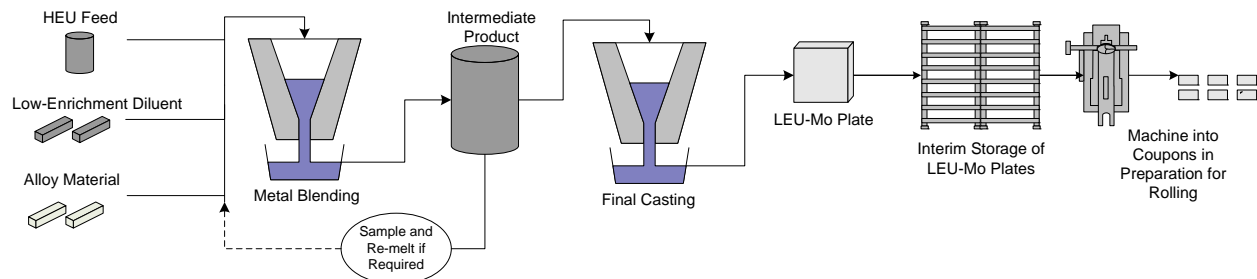 HEU Feed
Low-Enrichment Diluent
Alloy Material
Metal Blending
Intermediate
Product
Sample and
Re-melt if
Required
Final Casting
LEU-Mo Plate
Interim Storage of
LEU-Mo Plates
Machine into
Coupons in
Preparation for
Rolling